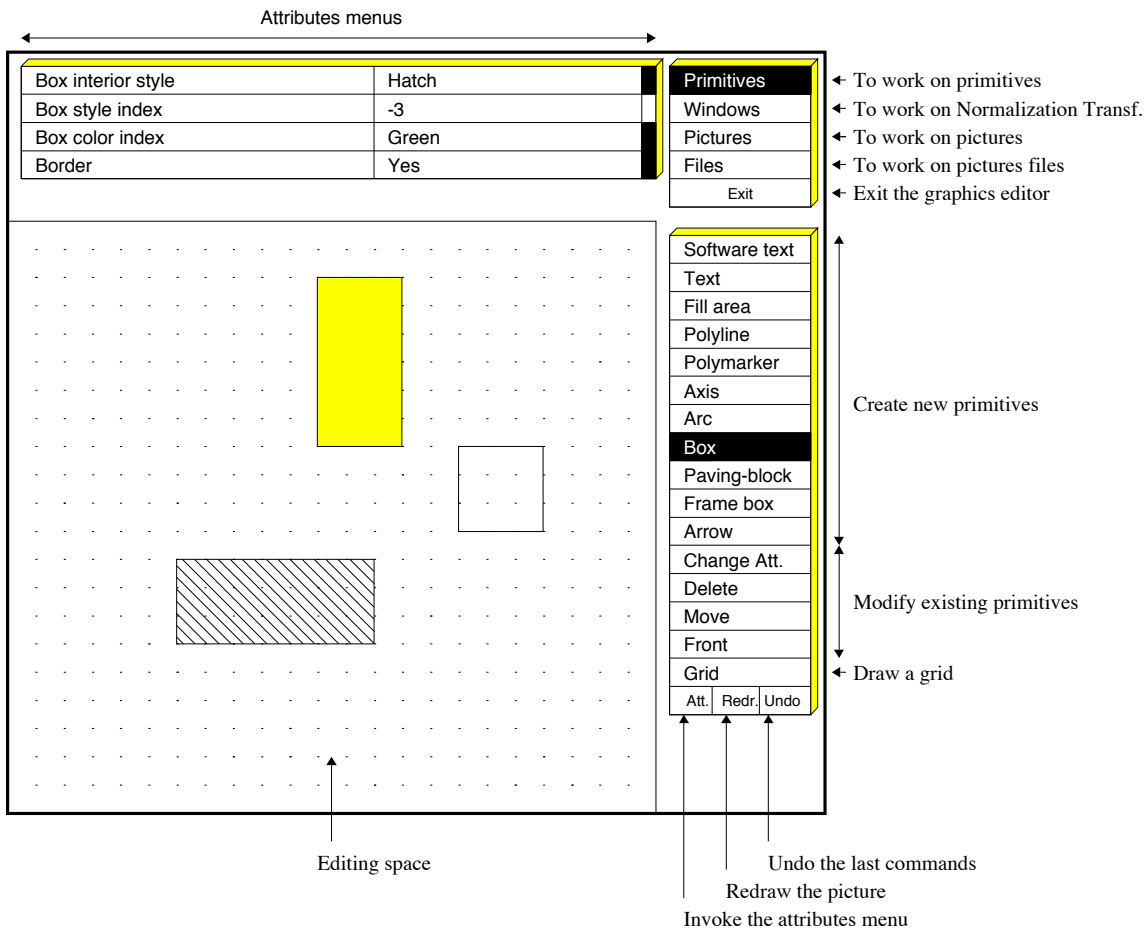 Attributes menus
Box interior style Hatch
Box style index -3
Box color index Green
Border Yes
Primitives
Windows
Pictures
Files
Exit
To work on primitives
To work on Normalization Transf.
To work on pictures
To work on pictures files
Exit the graphics editor
Software text
Text
Fill area
Polyline
Polymarker
Axis
Arc
Box
Paving-block
Frame box
Arrow
Change Att.
Delete
Move
Front
Grid
Att. Redr. Undo
Create new primitives
Modify existing primitives
Draw a grid
Editing space
Undo the last commands
Redraw the picture
Invoke the attributes menu